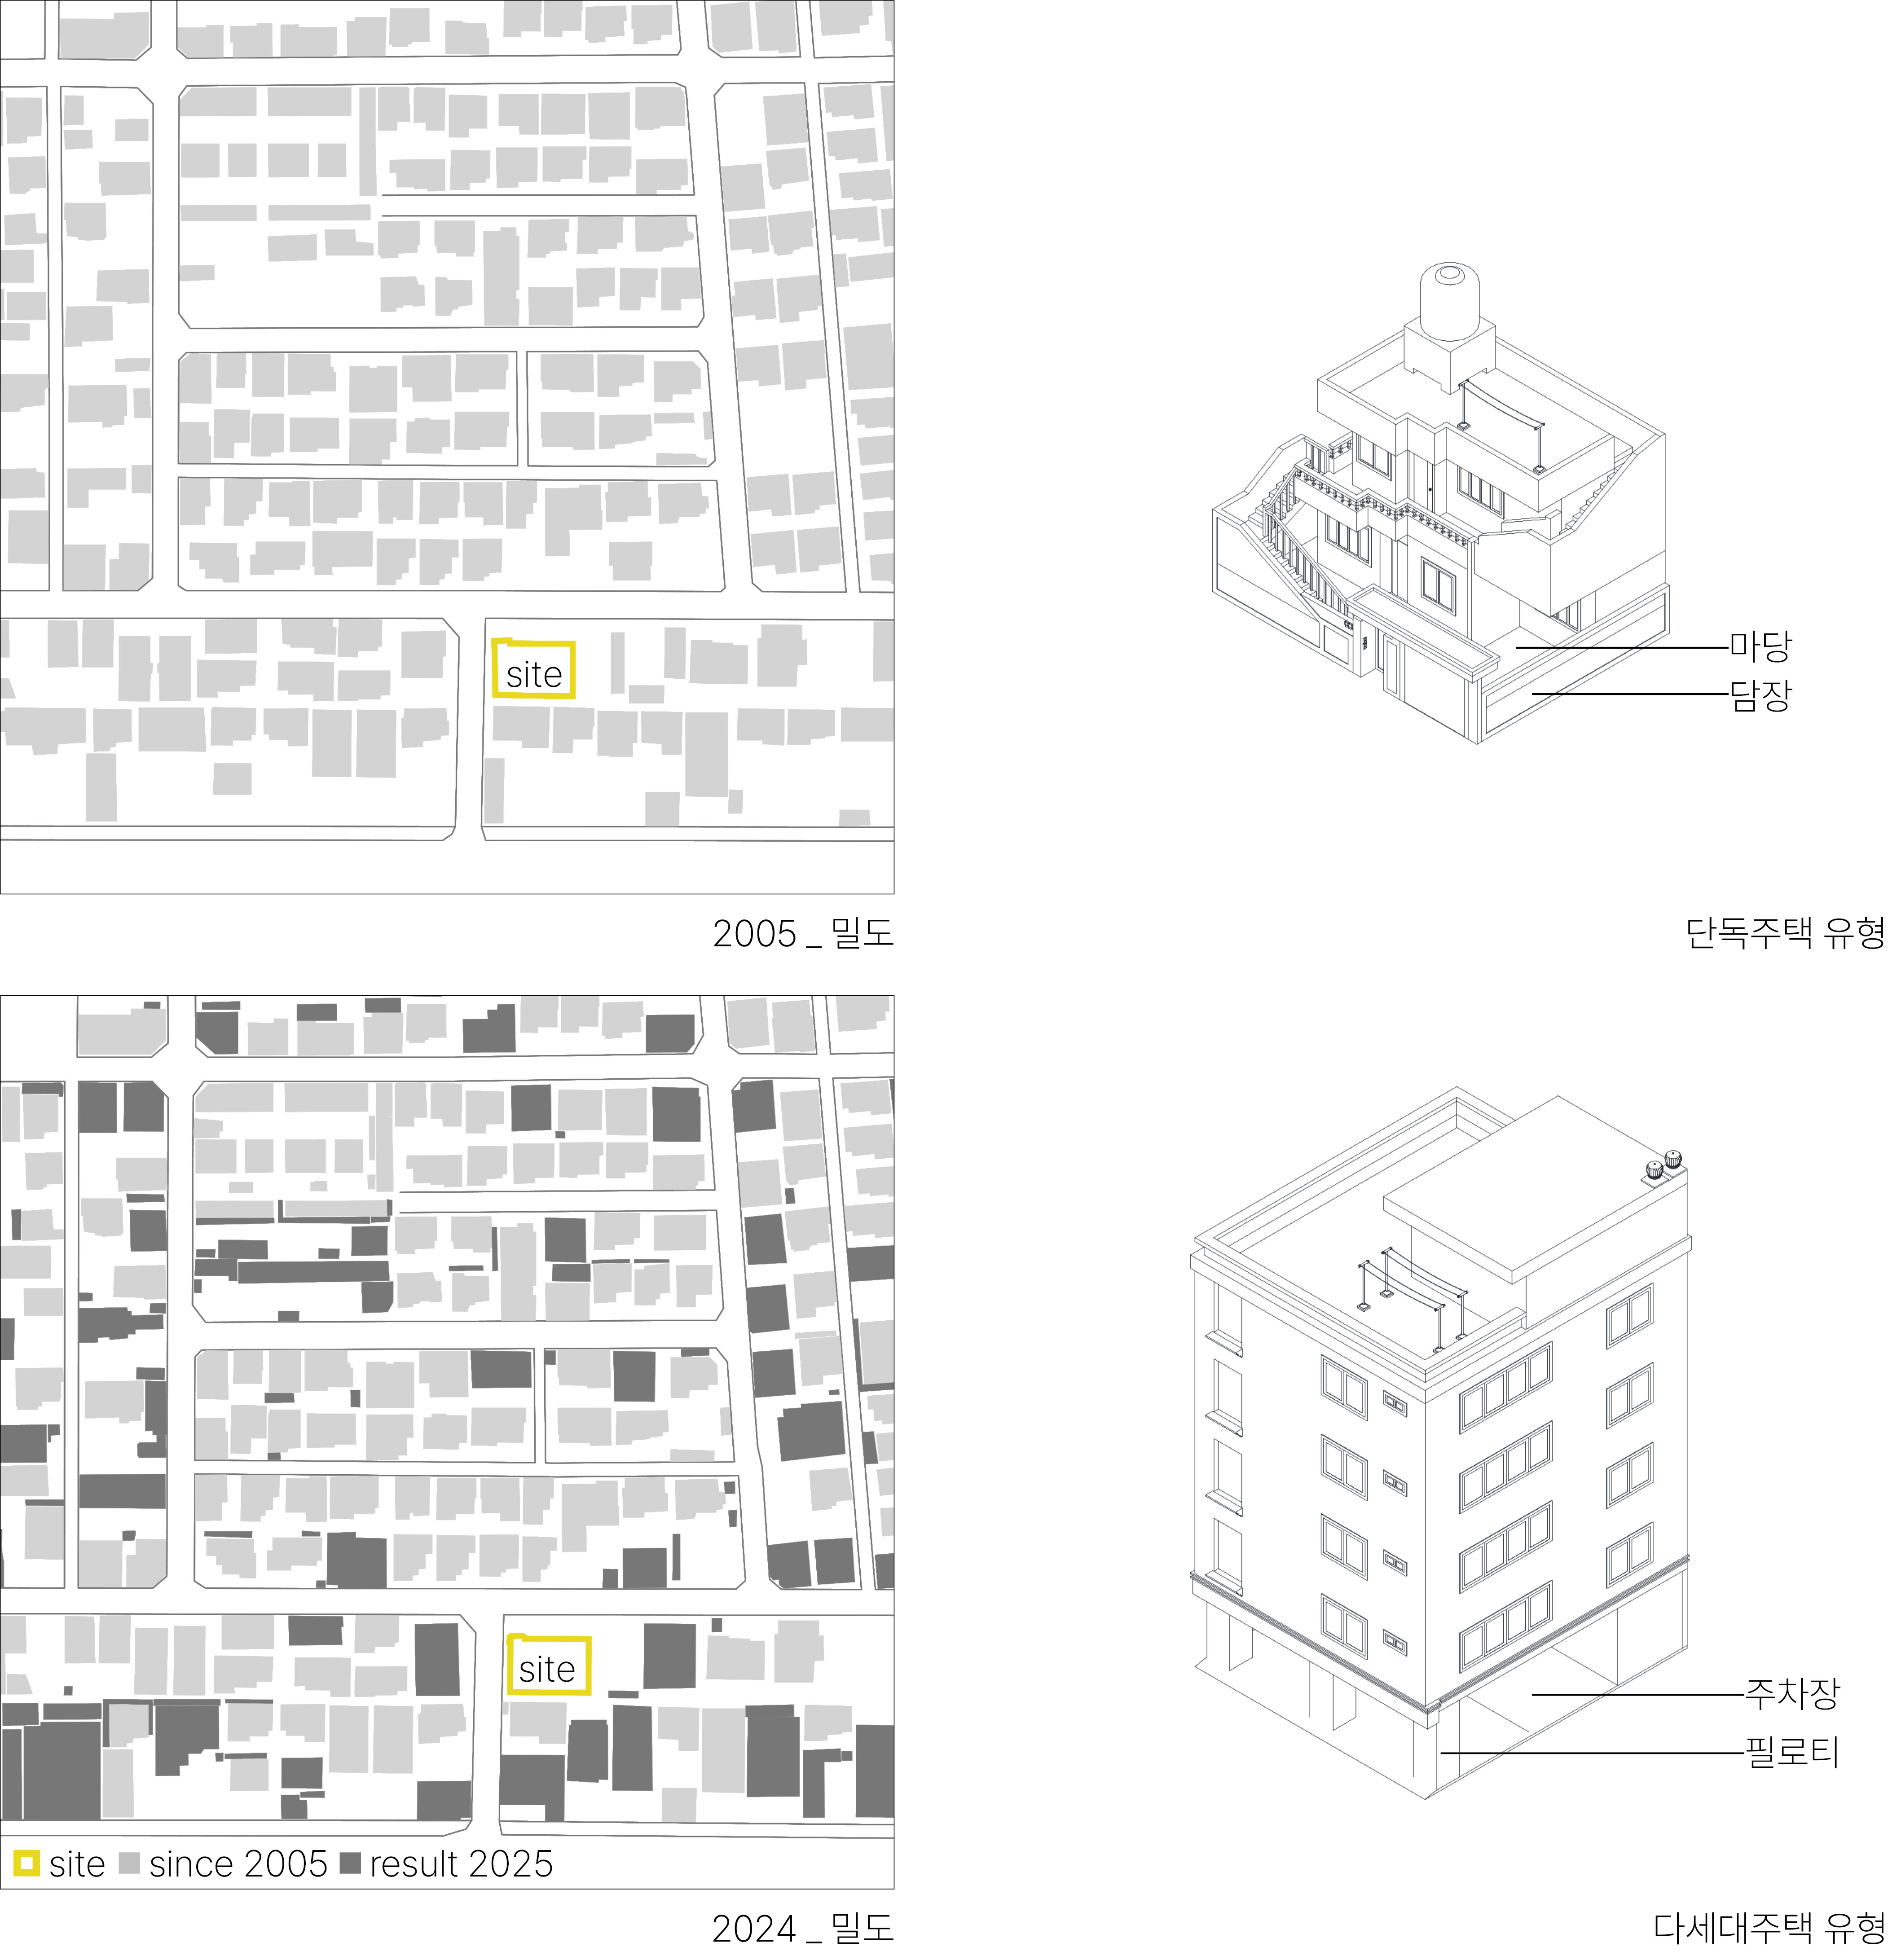 site
마당
담장
2005 _ 밀도
단독주택 유형
site
주차장
필로티
site since 2005 result 2025
2024 _ 밀도
다세대주택 유형